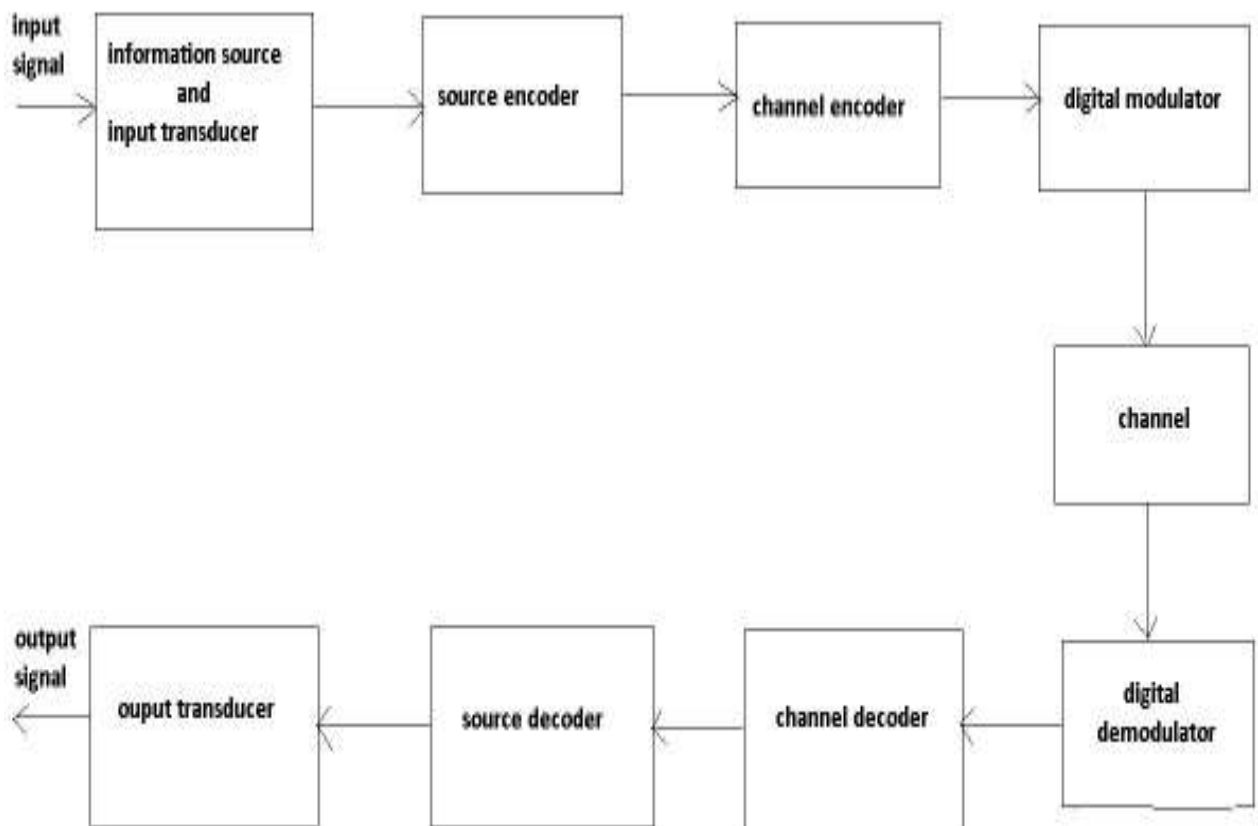 input
signal
information source
and
input transducer
source encoder
channel encoder
digital modulator
channel
output
signal
ouput transducer
source decoder
channel decoder
digital
demodulator